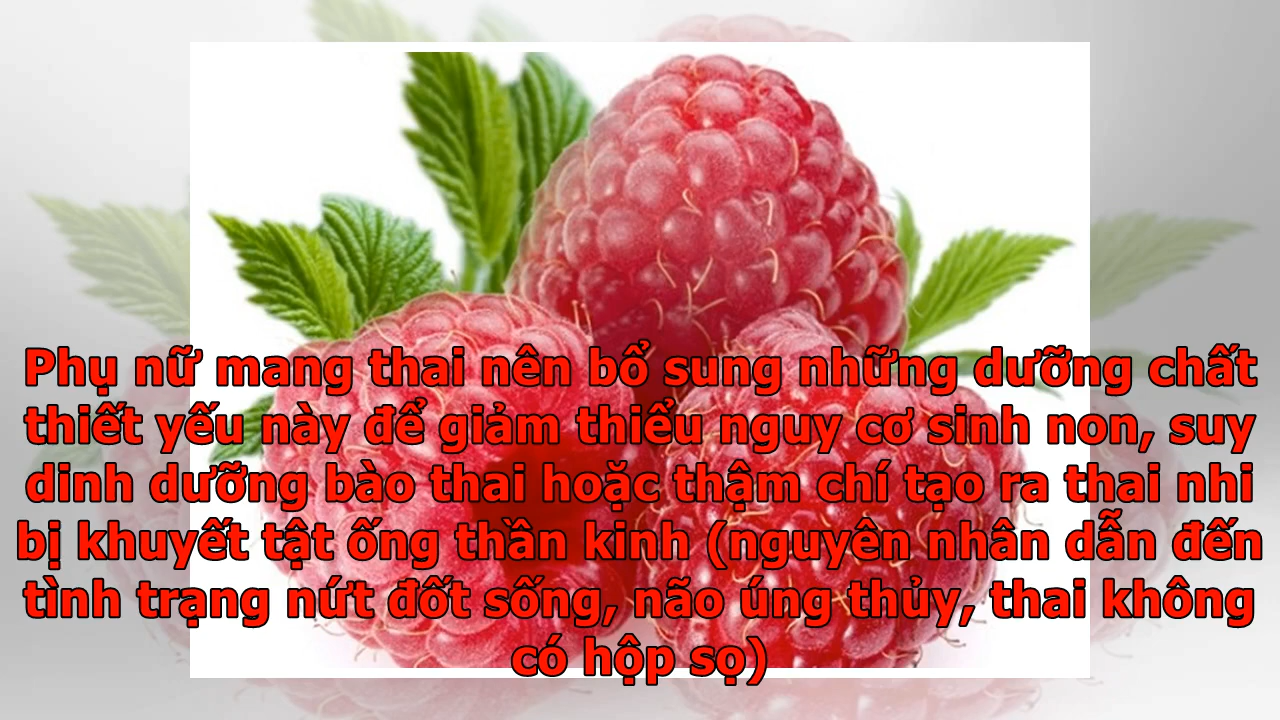 Phụ nữ mang thai nên bổ sung những dưỡng chất
thiết yếu này để giảm thiểu nguy cơ sinh non, suy
dinh dưỡng bào thai hoặc thậm chí tạo ra thai nhi
bị khuyết tật ống thần kinh (nguyên nhân dẫn đến
tình trạng nứt đốt sống, não úng thủy, thai không
có hộp sọ)